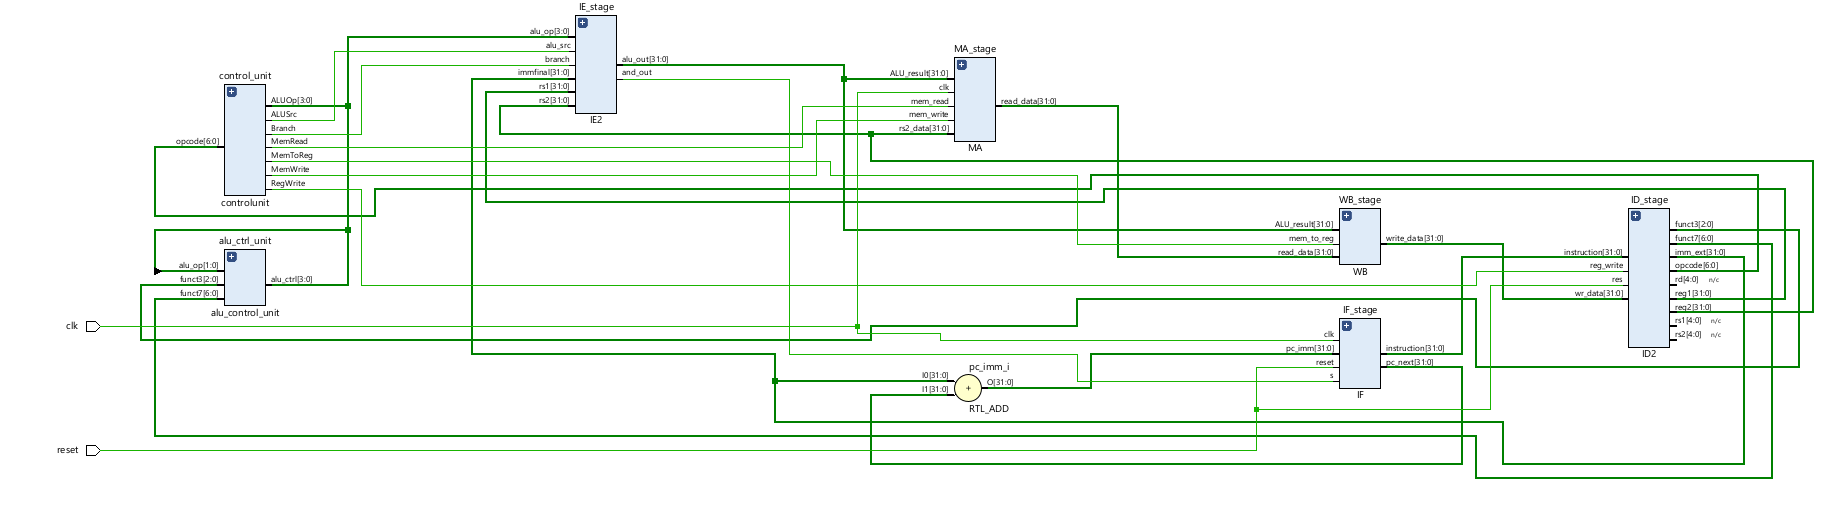 IE_stage
alu_op[3:0]
alu_src
branch
immfinal[31:0]
rs1[31:0]
rs2[31:0]
alu_out[31:0]
and_out
IE2
MA_stage
ALU_result[31:0]
clk
mem_read
mem_write
rs2_data[31:0]
read_data[31:0]
MA
control_unit
opcode[6:0]
ALUOp[3:0]
ALUSrc
Branch
MemRead
MemToReg
MemWrite
RegWrite
controlunit
alu_ctrl_unit
alu_op[1:0]
funct3[2:0]
funct7[6:0]
alu_ctrl[3:0]
alu_control_unit
WB_stage
ALU_result[31:0]
mem_to_reg
read_data[31:0]
write_data[31:0]
WB
ID_stage
instruction[31:0]
reg_write
res
wr_data[31:0]
funct3[2:0]
funct7[6:0]
imm_ext[31:0]
opcode[6:0]
rd[4:0] n/c
reg1[31:0]
reg2[31:0]
rs1[4:0] n/c
rs2[4:0] n/c
ID2
IF_stage
clk
pc_imm[31:0]
reset
s
instruction[31:0]
pc_next[31:0]
IF
pc_imm_i
I0[31:0]
I1[31:0]
+
O[31:0]
RTL_ADD
clk
reset